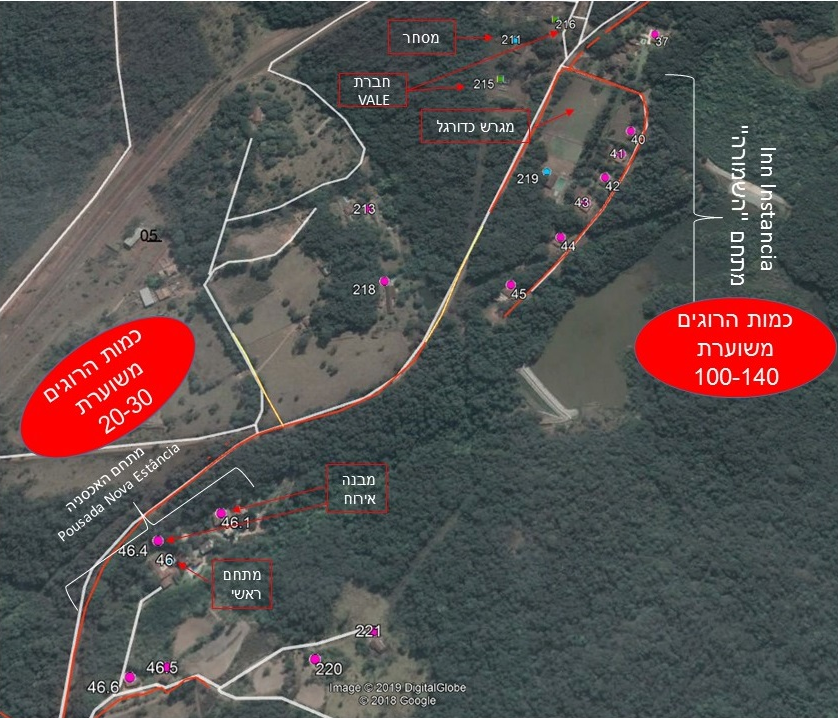 מסחר
211
216
37
חברת
VALE
215
מגרש כדורגל
40
41
42
219
43
44
45
Inn Instancia
מתחם "השמורה"
213
218
05
כמות הרוגים
משוערת
100-140
כמות הרוגים
משוערת
20-30
מתחם האכסניה
Pousada Nova Estância
מבנה
אירוח
46.1
46.4
46
מתחם
ראשי
46.5
46.6
221
220
Image © 2019 DigitalGlobe
© 2018 Google